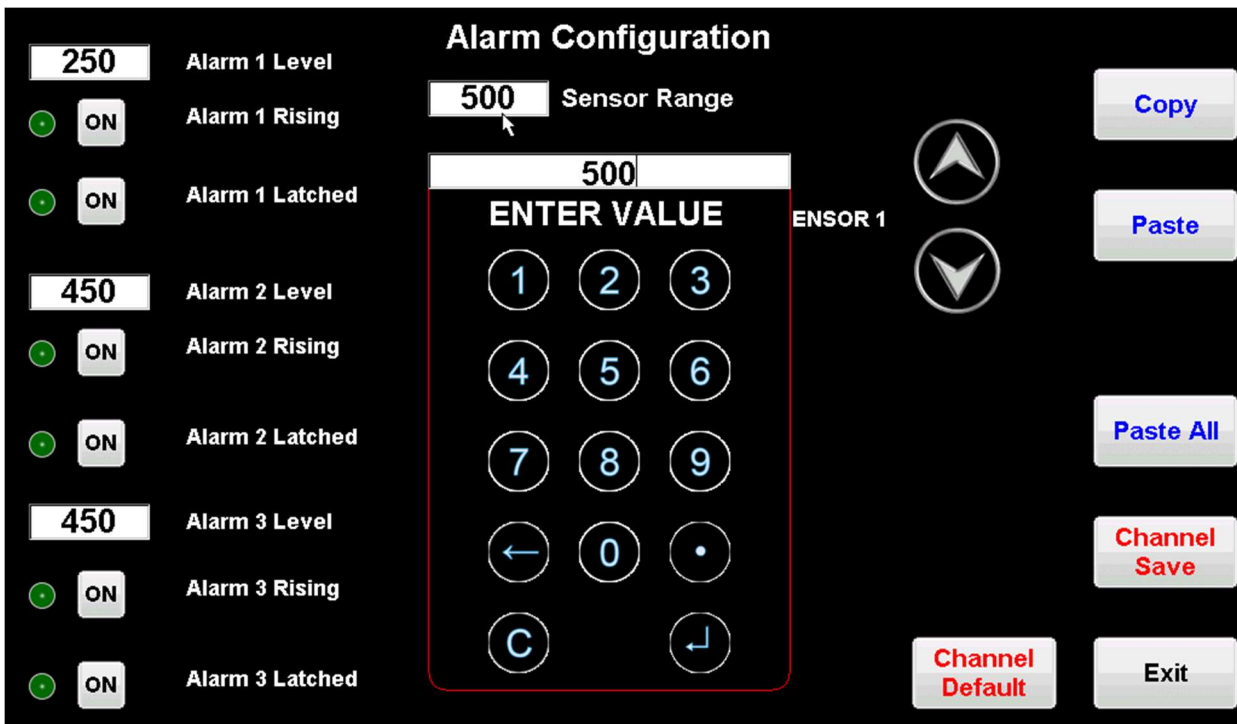 Alarm Configuration
250 Alarm 1 Level
ON Alarm 1 Rising
ON Alarm 1 Latched
450 Alarm 2 Level
ON Alarm 2 Rising
ON Alarm 2 Latched
450 Alarm 3 Level
ON Alarm 3 Rising
ON Alarm 3 Latched
500 Sensor Range
500
ENTER VALUE
1 2 3
4 5 6
7 8 9
← 0 •
C ↵
ENSOR 1
Copy
Paste
Paste All
Channel
Save
Channel
Default
Exit